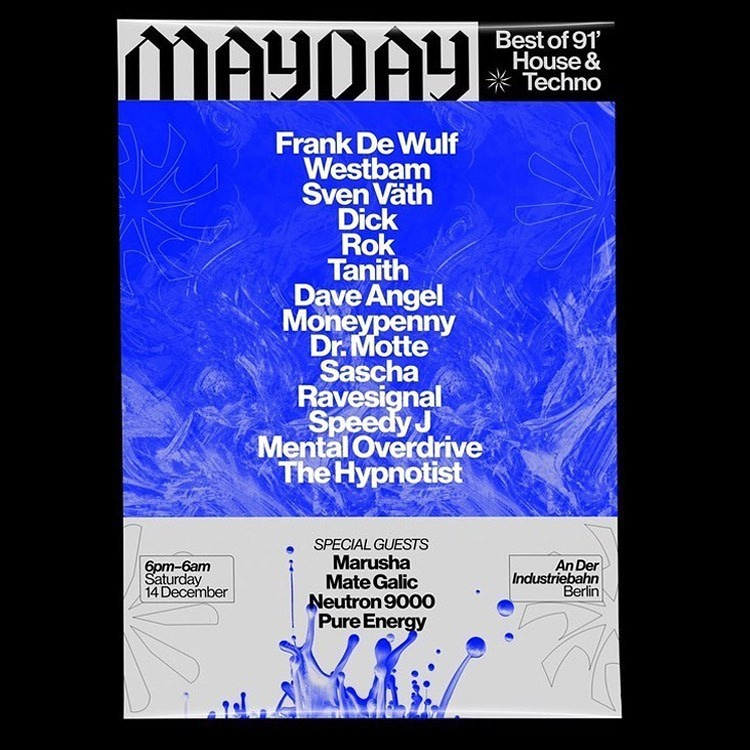 MAYDAY
Best of 91'
House &
Techno
Frank De Wulf
Westbam
Sven Väth
Dick
Rok
Tanith
Dave Angel
Moneypenny
Dr. Motte
Sascha
Ravesignal
Speedy J
Mental Overdrive
The Hypnotist
SPECIAL GUESTS
Marusha
Mate Galic
Neutron 9000
Pure Energy
6pm–6am
Saturday
14 December
An Der
Industriebahn
Berlin